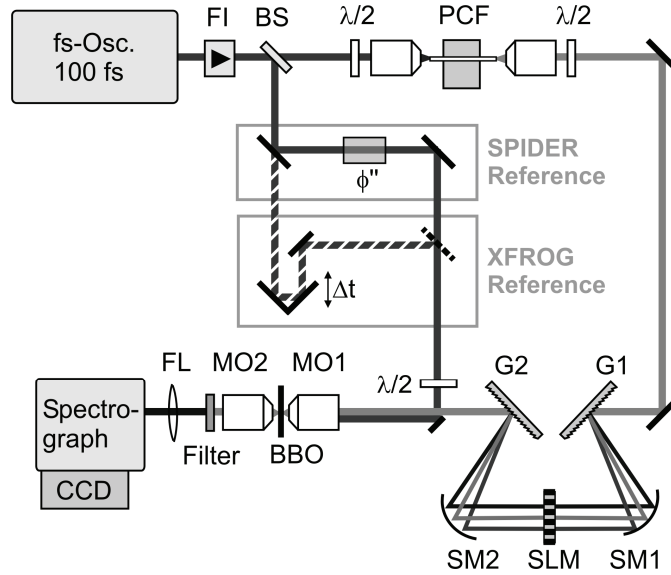 fs-Osc.
100 fs
FI
BS
λ/2
PCF
λ/2
SPIDER
Reference
ϕ"
XFROG
Reference
Δt
λ/2
G2
G1
FL
MO2
MO1
Spectro-
graph
Filter
BBO
CCD
SM2
SLM
SM1